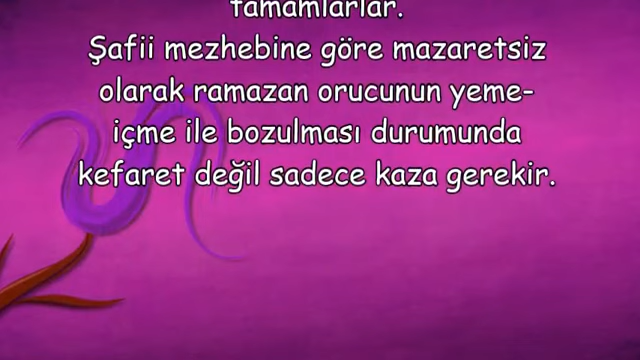 tamamlarlar.
Şafii mezhebine göre mazaretsiz
olarak ramazan orucunun yeme-
içme ile bozulması durumunda
kefaret değil sadece kaza gerekir.